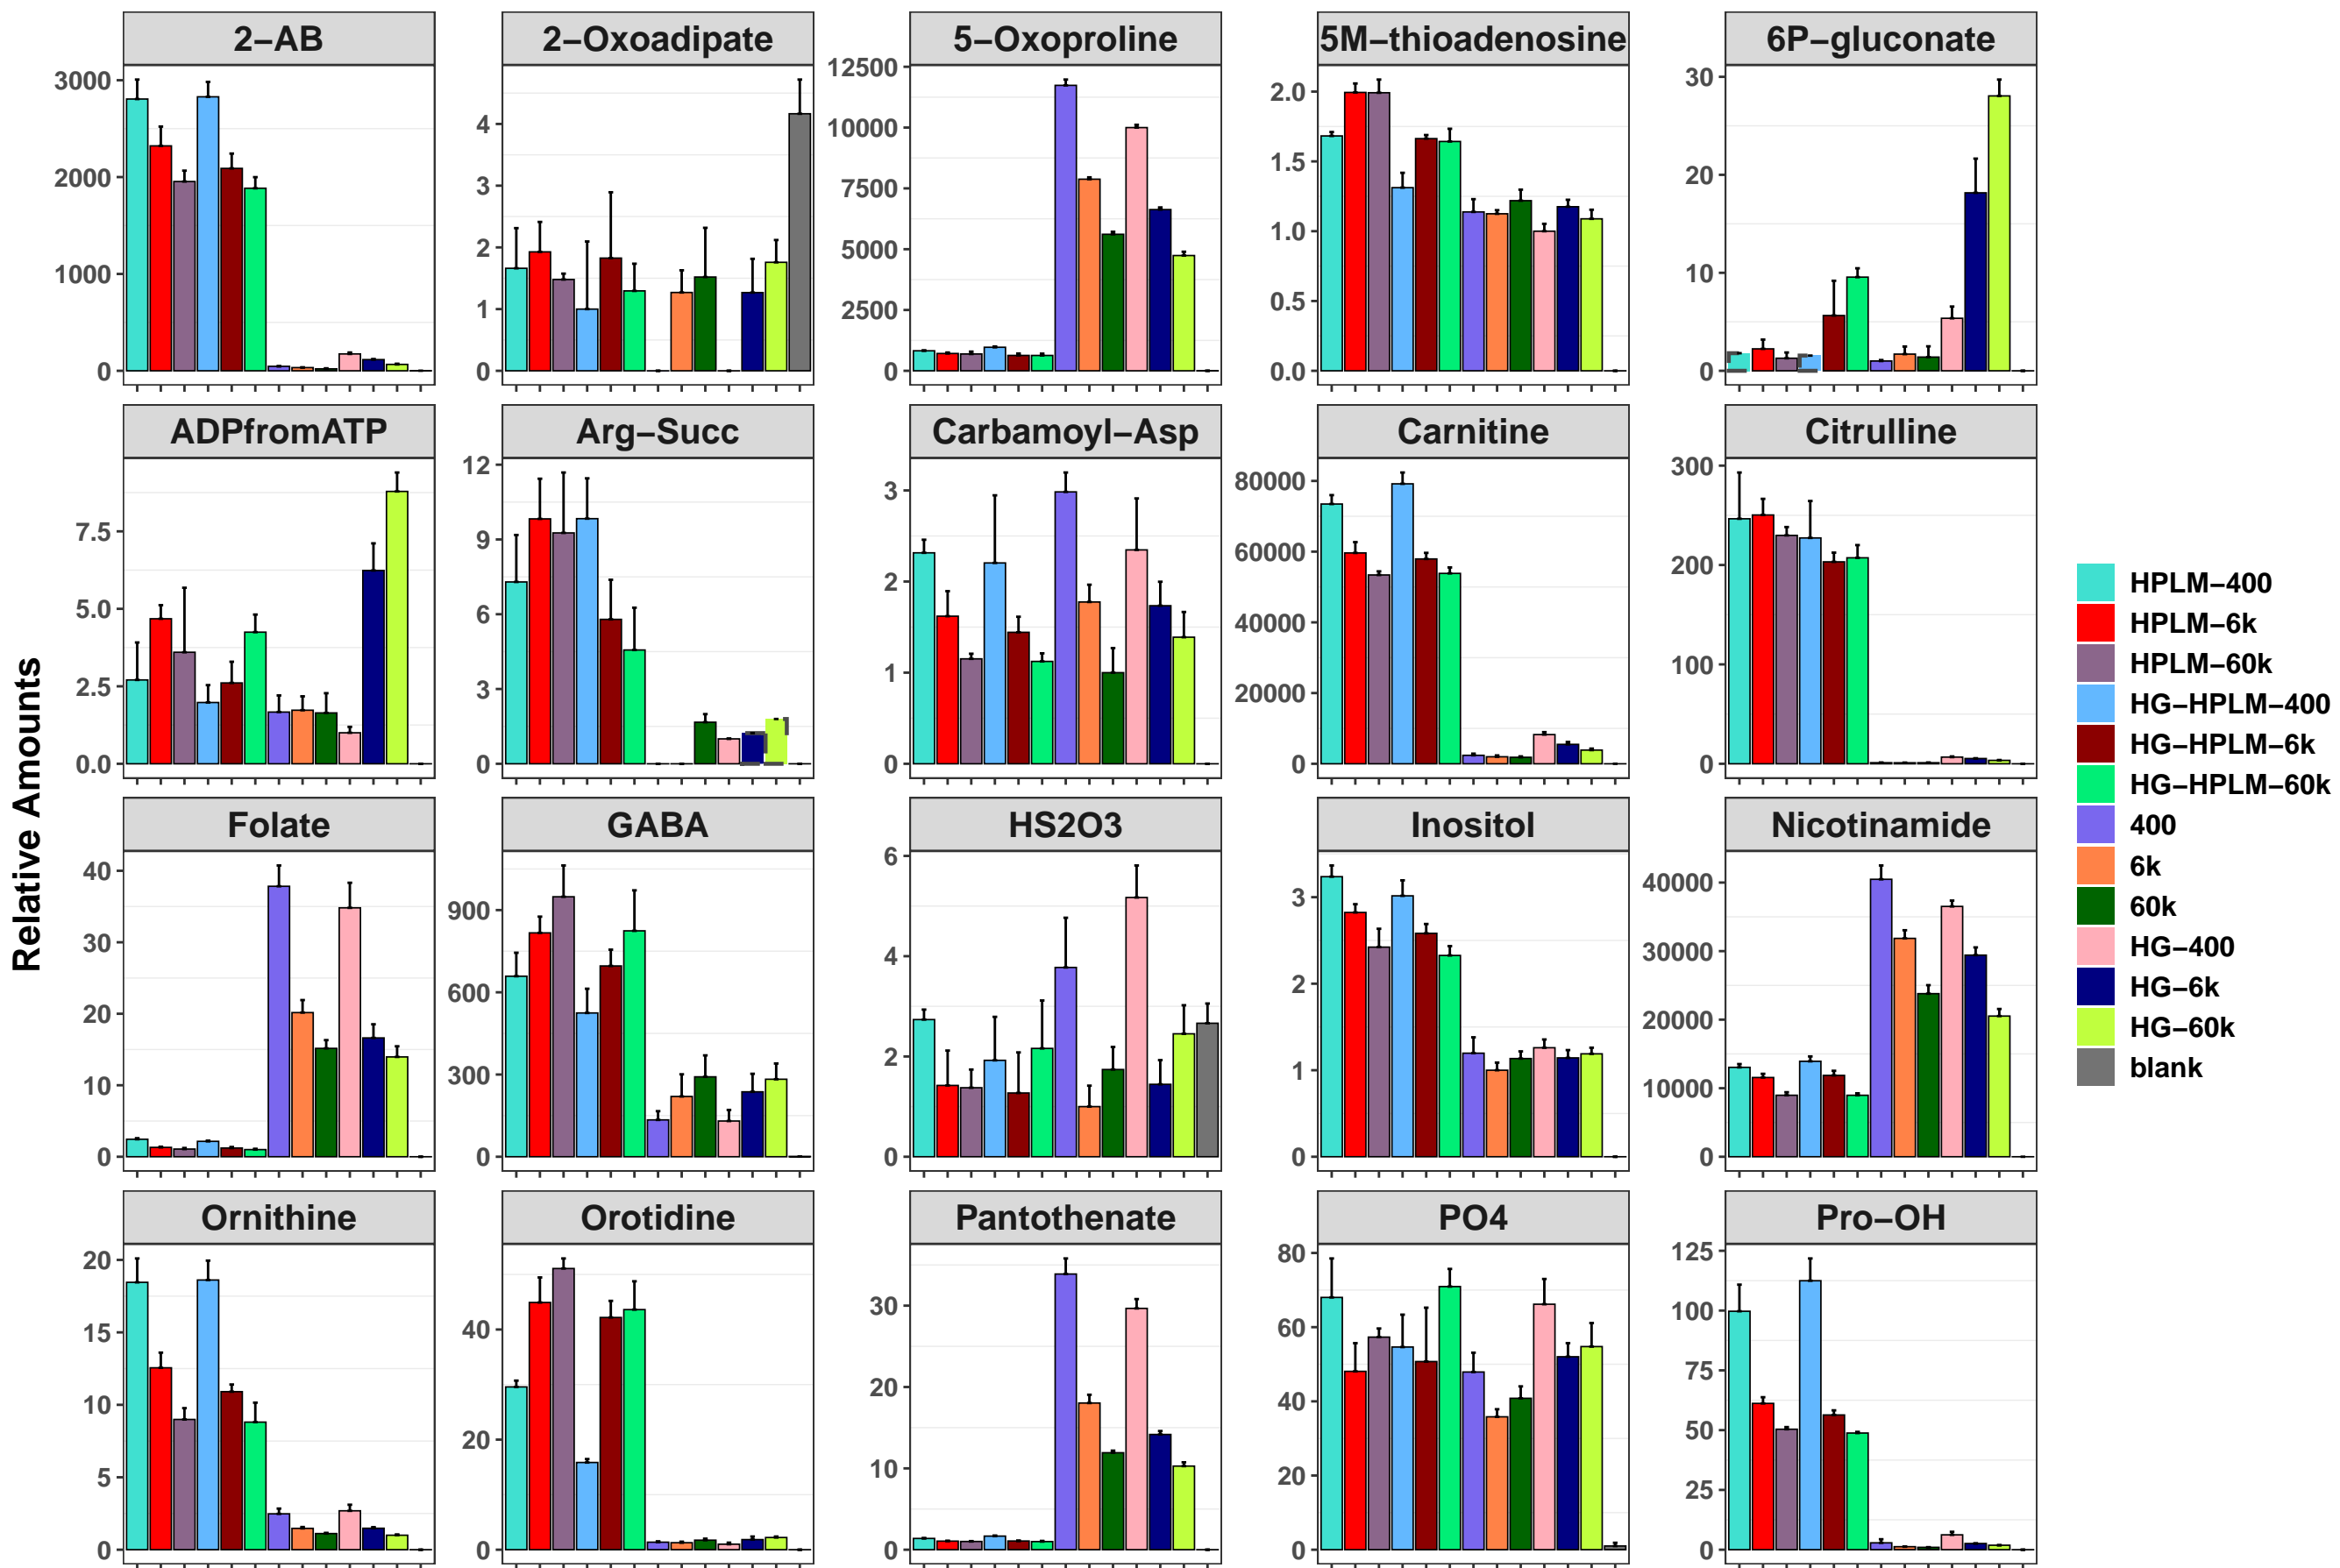 2–AB
2–Oxoadipate
5–Oxoproline
5M–thioadenosine
6P–gluconate
3000
2000
1000
0
4
3
2
1
0
12500
10000
7500
5000
2500
0
2.0
1.5
1.0
0.5
0.0
30
20
10
0
ADPfromATP
Arg–Succ
Carbamoyl–Asp
Carnitine
Citrulline
7.5
5.0
2.5
0.0
12
9
6
3
0
3
2
1
0
80000
60000
40000
20000
0
300
200
100
0
Folate
GABA
HS2O3
Inositol
Nicotinamide
40
30
20
10
0
900
600
300
0
6
4
2
0
3
2
1
0
40000
30000
20000
10000
0
Ornithine
Orotidine
Pantothenate
PO4
Pro–OH
20
15
10
5
0
40
20
0
30
20
10
0
80
60
40
20
0
125
100
75
50
25
0
Relative Amounts
HPLM–400
HPLM–6k
HPLM–60k
HG–HPLM–400
HG–HPLM–6k
HG–HPLM–60k
400
6k
60k
HG–400
HG–6k
HG–60k
blank